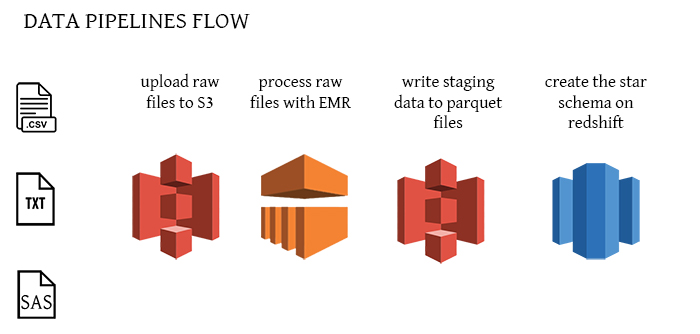 DATA PIPELINES FLOW
upload raw
files to S3
process raw
files with EMR
write staging
data to parquet
files
create the star
schema on
redshift
.CSV
TXT
SAS